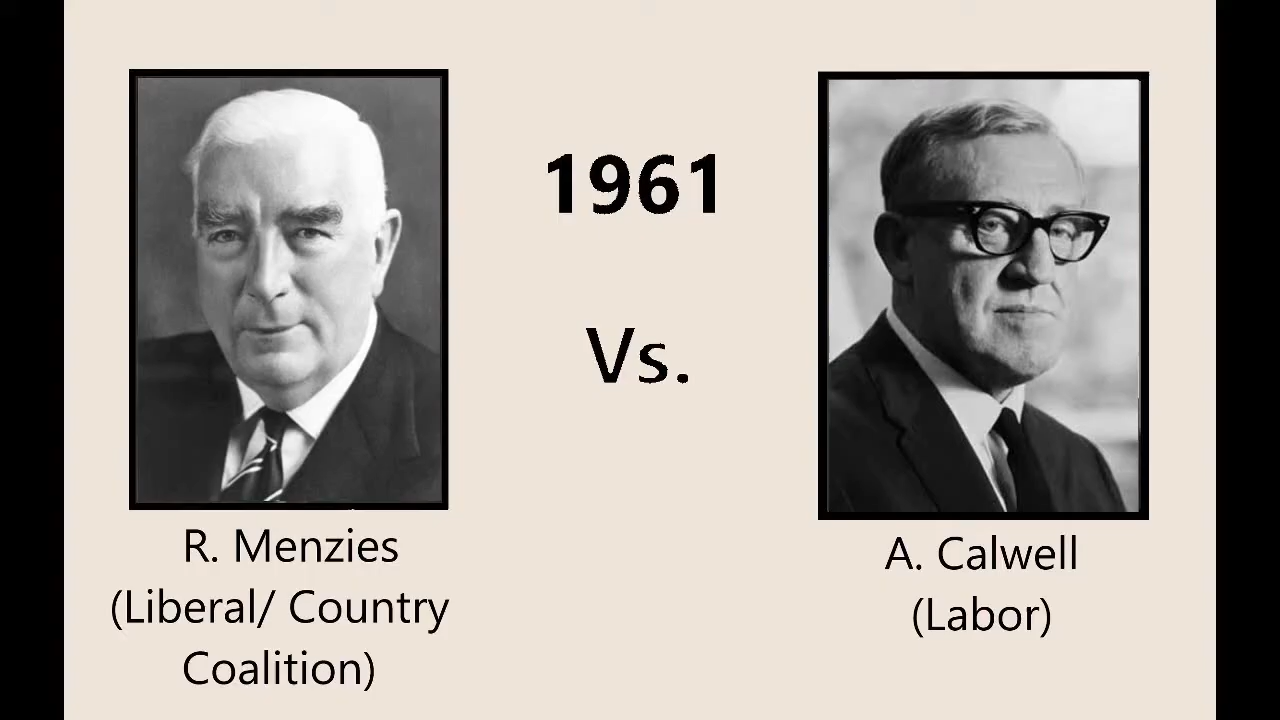 1961
Vs.
R. Menzies
(Liberal/ Country
Coalition)
A. Calwell
(Labor)